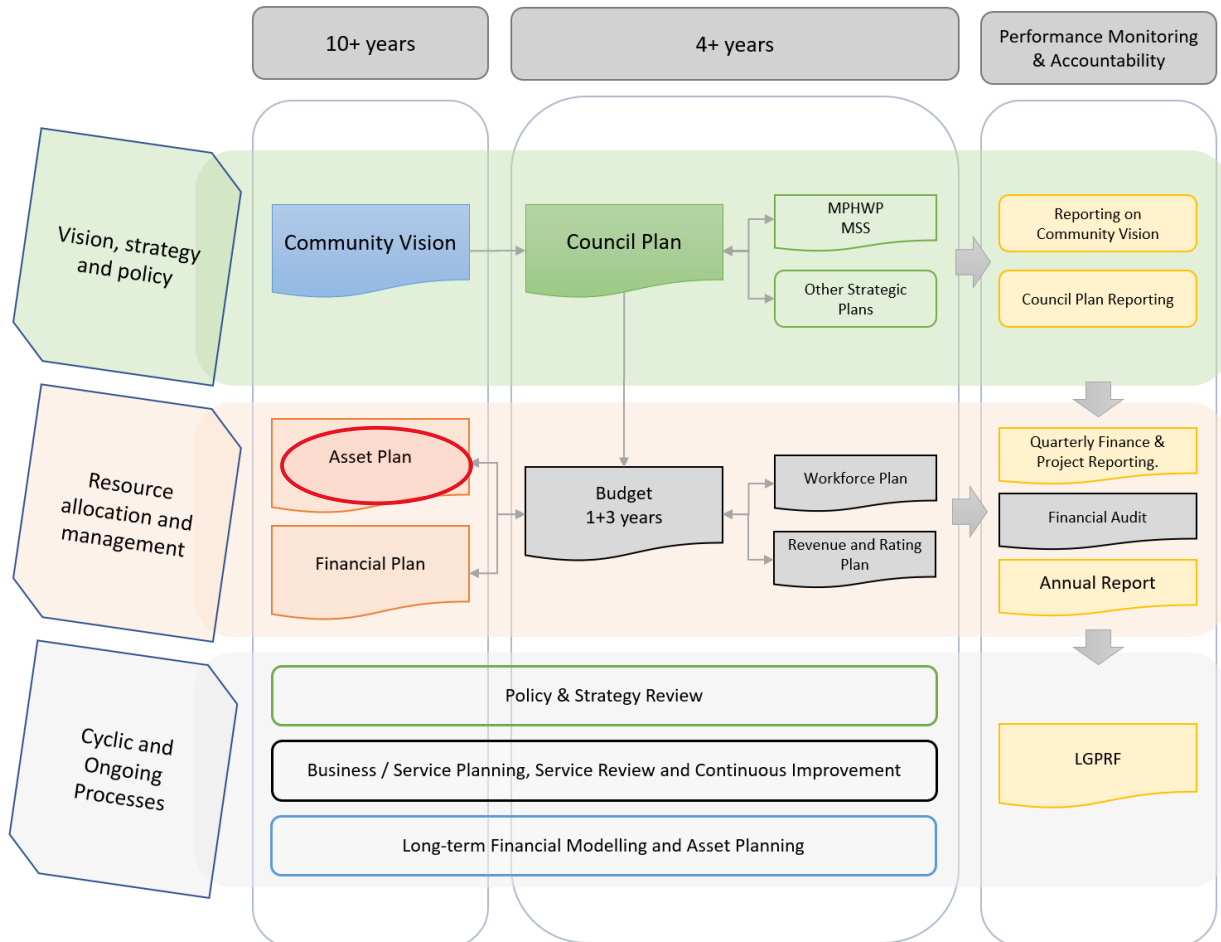 10+ years
4+ years
Performance Monitoring
& Accountability
Vision, strategy
and policy
Community Vision
Council Plan
MPHWP
MSS
Other Strategic
Plans
Reporting on
Community Vision
Council Plan Reporting
Resource
allocation and
management
Asset Plan
Financial Plan
Budget
1+3 years
Workforce Plan
Revenue and Rating
Plan
Quarterly Finance &
Project Reporting.
Financial Audit
Annual Report
Cyclic and
Ongoing
Processes
Policy & Strategy Review
Business / Service Planning, Service Review and Continuous Improvement
Long-term Financial Modelling and Asset Planning
LGPRF